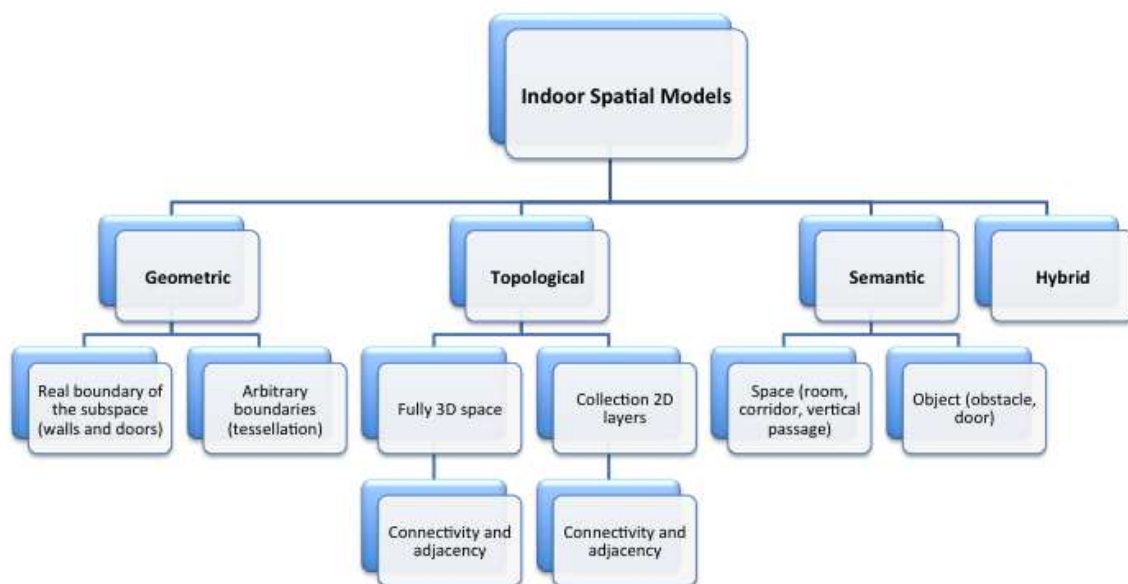 Indoor Spatial Models
Geometric
Topological
Semantic
Hybrid
Real boundary of
the subspace
(walls and doors)
Arbitrary
boundaries
(tessellation)
Fully 3D space
Collection 2D
layers
Space (room,
corridor, vertical
passage)
Object (obstacle,
door)
Connectivity and
adjacency
Connectivity and
adjacency